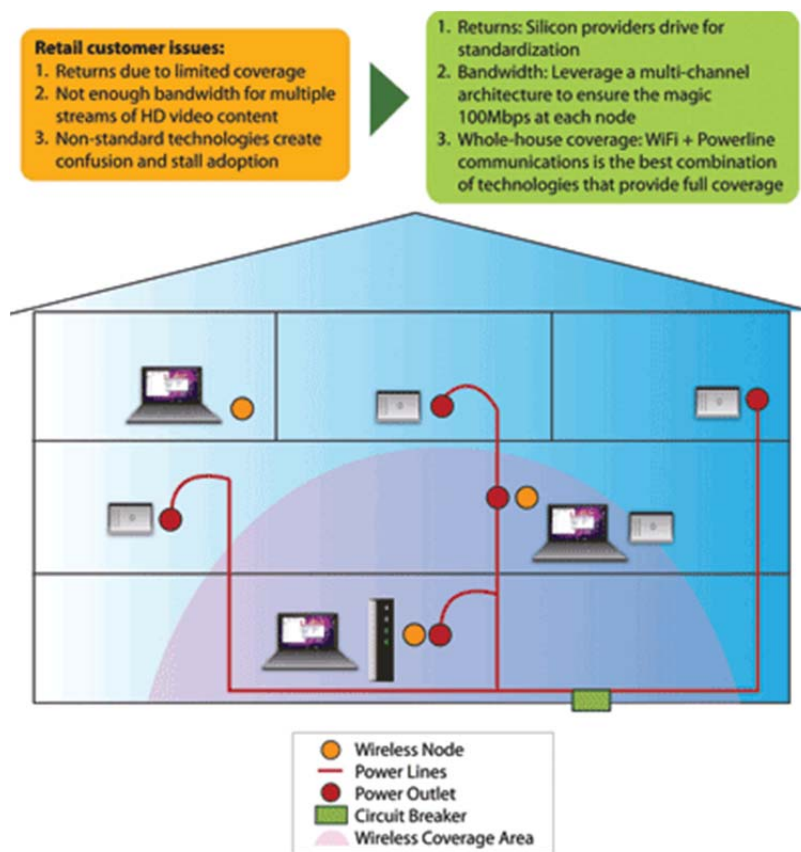 Retail customer issues:
1. Returns due to limited coverage
2. Not enough bandwidth for multiple
streams of HD video content
3. Non-standard technologies create
confusion and stall adoption
1. Returns: Silicon providers drive for
standardization
2. Bandwidth: Leverage a multi-channel
architecture to ensure the magic
100Mbps at each node
3. Whole-house coverage: WiFi + Powerline
communications is the best combination
of technologies that provide full coverage
Wireless Node
Power Lines
Power Outlet
Circuit Breaker
Wireless Coverage Area